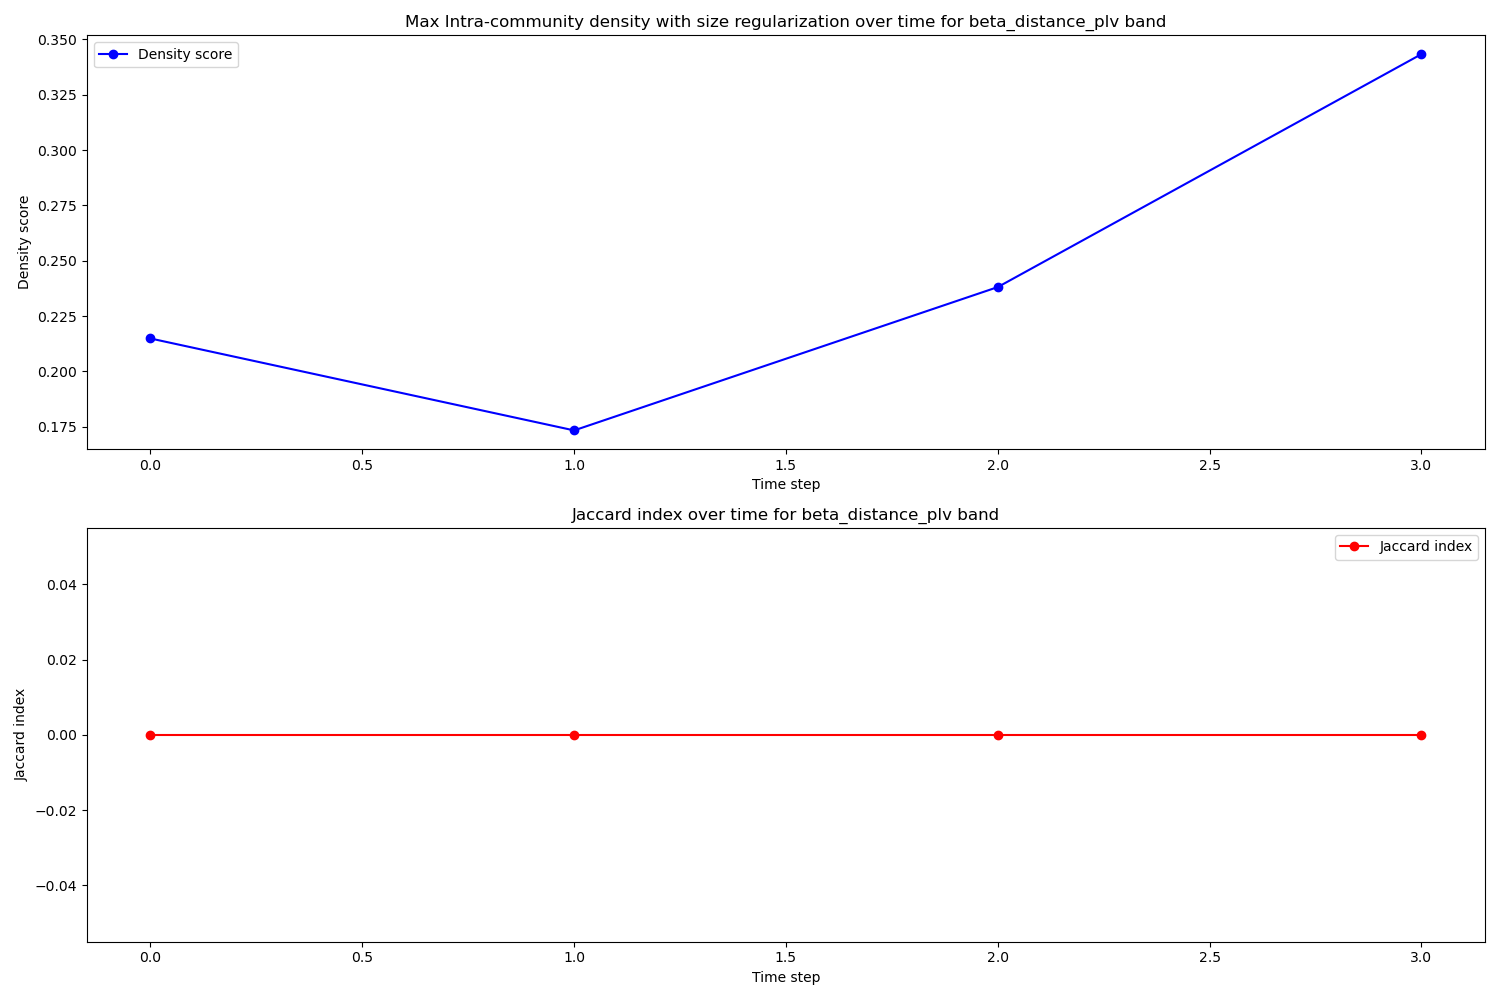 Max Intra-community density with size regularization over time for beta_distance_plv band
0.350
Density score
0.325
0.300
0.275
Density score
0.250
0.225
0.200
0.175
0.0 0.5 1.0 1.5 2.0 2.5 3.0
Time step
Jaccard index over time for beta_distance_plv band
Jaccard index
0.04
0.02
Jaccard index
0.00
−0.02
−0.04
0.0 0.5 1.0 1.5 2.0 2.5 3.0
Time step